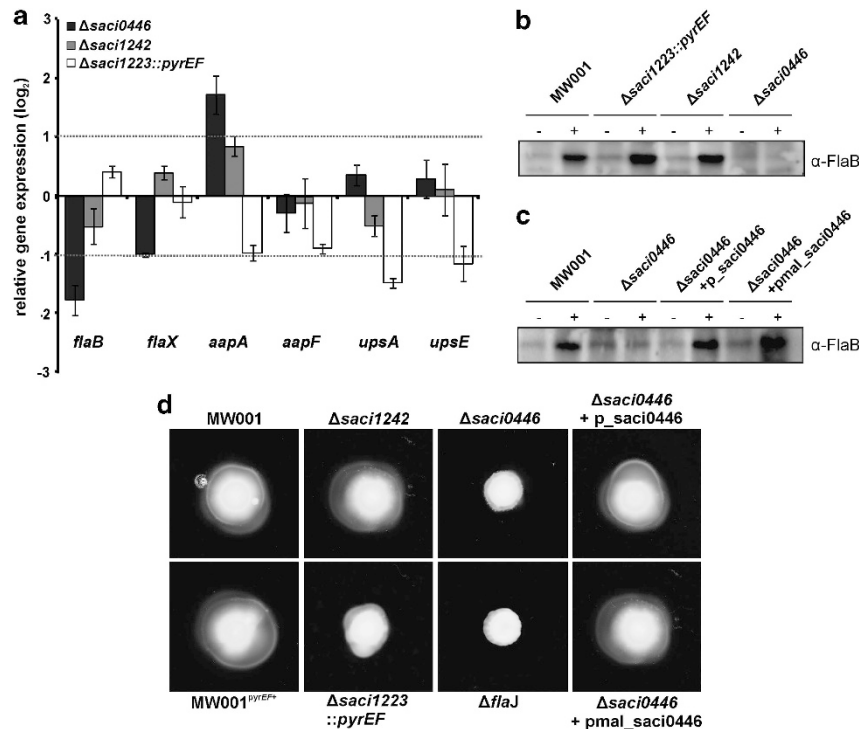 a
Δsaci0446
Δsaci1242
Δsaci1223::pyrEF
relative gene expression (log2)
3
2
1
0
-1
-2
-3
flaB flaX aapA aapF upsA upsE
b
MW001 Δsaci1223::pyrEF Δsaci1242 Δsaci0446
- + - + - + - +
α-FlaB
c
MW001 Δsaci0446 Δsaci0446 +p_saci0446 Δsaci0446 +pmal_saci0446
- + - + - + - +
α-FlaB
d
MW001 Δsaci1242 Δsaci0446 Δsaci0446
+ p_saci0446
MW001pyrEF+ Δsaci1223 ΔflaJ Δsaci0446
::pyrEF + pmal_saci0446